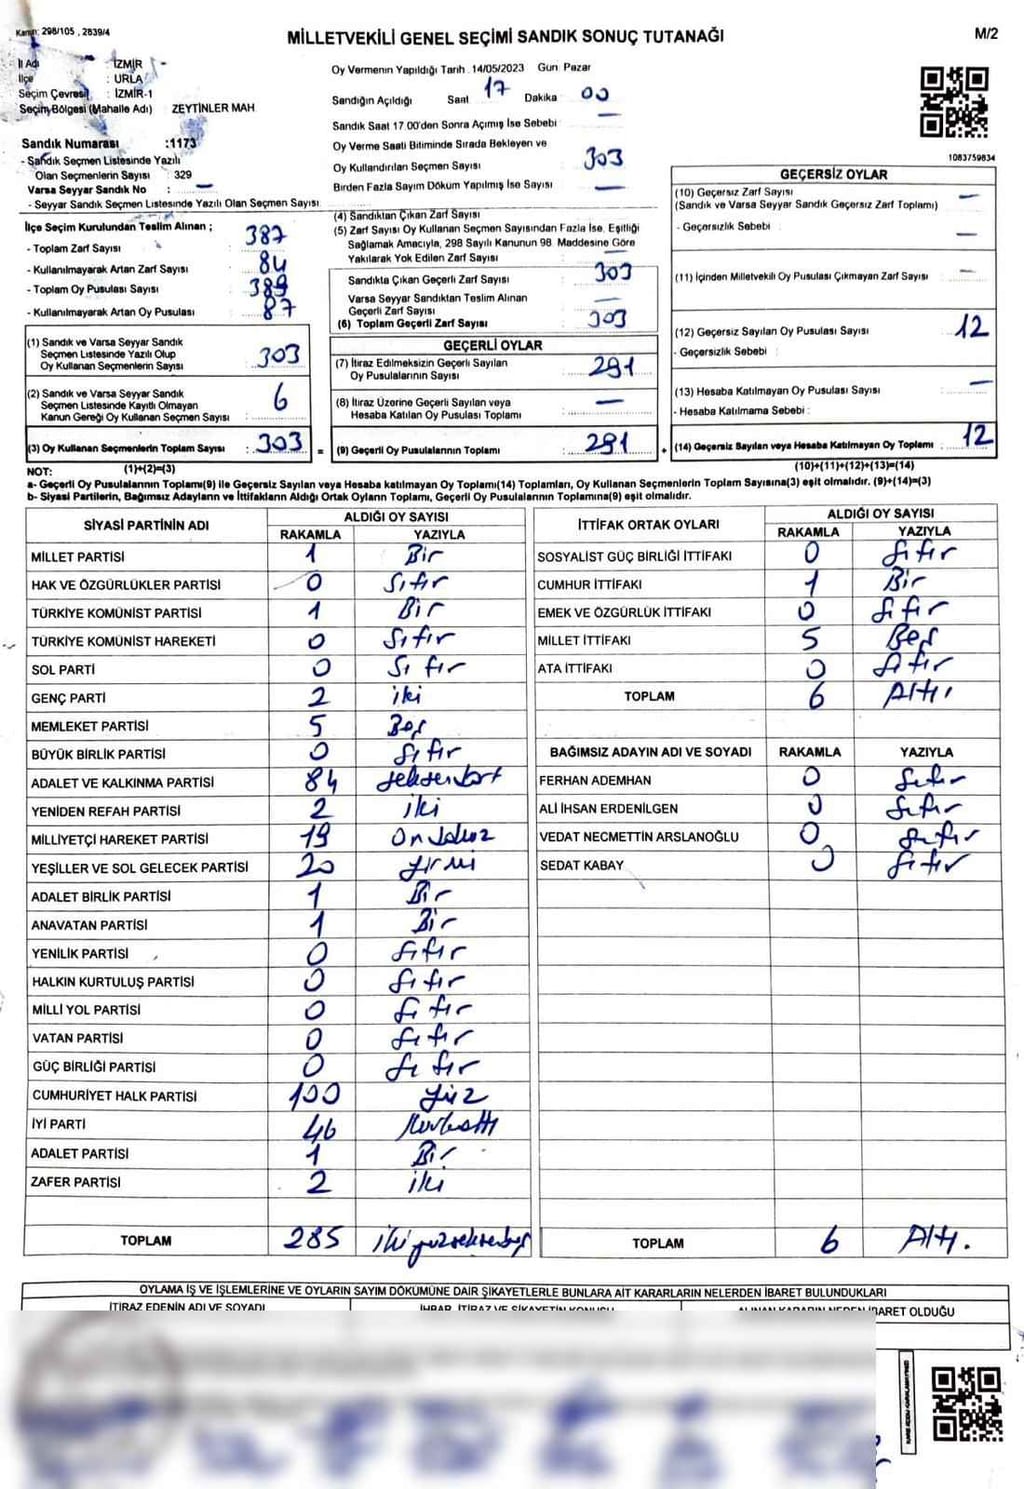 Kanun: 298/105 , 2839/4
MİLLETVEKİLİ GENEL SEÇİMİ SANDIK SONUÇ TUTANAĞI
M/2
İl Adı : İZMİR
İlçe : URLA
Seçim Çevresi : İZMİR-1
Seçim Bölgesi (Mahalle Adı) ZEYTİNLER MAH
Sandık Numarası :1173
- Sandık Seçmen Listesinde Yazılı
Olan Seçmenlerin Sayısı : 329
Varsa Seyyar Sandık No : —
- Seyyar Sandık Seçmen Listesinde Yazılı Olan Seçmen Sayısı
Oy Vermenin Yapıldığı Tarih :14/05/2023 Gün: Pazar
Sandığın Açıldığı Saat 17 Dakika 00
Sandık Saat 17.00'den Sonra Açılmış İse Sebebi —
Oy Verme Saati Bitiminde Sırada Bekleyen ve
Oy Kullandırılan Seçmen Sayısı 303
Birden Fazla Sayım Döküm Yapılmış İse Sayısı —
1083759834
İlçe Seçim Kurulundan Teslim Alınan ;
- Toplam Zarf Sayısı : 387
- Kullanılmayarak Artan Zarf Sayısı : 84
- Toplam Oy Pusulası Sayısı : 389
- Kullanılmayarak Artan Oy Pusulası : 87
(1) Sandık ve Varsa Seyyar Sandık
Seçmen Listesinde Yazılı Olup
Oy Kullanan Seçmenlerin Sayısı : 303
(2) Sandık ve Varsa Seyyar Sandık
Seçmen Listesinde Kayıtlı Olmayan
Kanun Gereği Oy Kullanan Seçmen Sayısı : 6
(3) Oy Kullanan Seçmenlerin Toplam Sayısı : 303
(4) Sandıktan Çıkan Zarf Sayısı
(5) Zarf Sayısı Oy Kullanan Seçmen Sayısından Fazla İse, Eşitliği
Sağlamak Amacıyla, 298 Sayılı Kanunun 98. Maddesine Göre
Yakılarak Yok Edilen Zarf Sayısı
Sandıkta Çıkan Geçerli Zarf Sayısı 303
Varsa Seyyar Sandıktan Teslim Alınan
Geçerli Zarf Sayısı —
(6) Toplam Geçerli Zarf Sayısı 303
GEÇERLİ OYLAR
(7) İtiraz Edilmeksizin Geçerli Sayılan
Oy Pusulalarının Sayısı : 291
(8) İtiraz Üzerine Geçerli Sayılan veya
Hesaba Katılan Oy Pusulası Toplamı : —
= (9) Geçerli Oy Pusulalarının Toplamı : 291
GEÇERSİZ OYLAR
(10) Geçersiz Zarf Sayısı
(Sandık ve Varsa Seyyar Sandık Geçersiz Zarf Toplamı) —
- Geçersizlik Sebebi : —
(11) İçinden Milletvekili Oy Pusulası Çıkmayan Zarf Sayısı —
(12) Geçersiz Sayılan Oy Pusulası Sayısı 12
- Geçersizlik Sebebi :
(13) Hesaba Katılmayan Oy Pusulası Sayısı —
- Hesaba Katılmama Sebebi :
+ (14) Geçersiz Sayılan veya Hesaba Katılmayan Oy Toplamı 12
NOT: (1)+(2)=(3) (10)+(11)+(12)+(13)=(14)
a- Geçerli Oy Pusulalarının Toplamı(9) ile Geçersiz Sayılan veya Hesaba katılmayan Oy Toplamı(14) Toplamları, Oy Kullanan Seçmenlerin Toplam Sayısına(3) eşit olmalıdır. (9)+(14)=(3)
b- Siyasi Partilerin, Bağımsız Adayların ve İttifakların Aldığı Ortak Oyların Toplamı, Geçerli Oy Pusulalarının Toplamına(9) eşit olmalıdır.
SİYASİ PARTİNİN ADI ALDIĞI OY SAYISI
RAKAMLA YAZIYLA
MİLLET PARTİSİ 1 Bir
HAK VE ÖZGÜRLÜKLER PARTİSİ 0 Sıfır
TÜRKİYE KOMÜNİST PARTİSİ 1 Bir
TÜRKİYE KOMÜNİST HAREKETİ 0 Sıfır
SOL PARTİ 0 Sıfır
GENÇ PARTİ 2 iki
MEMLEKET PARTİSİ 5 Beş
BÜYÜK BİRLİK PARTİSİ 0 Sıfır
ADALET VE KALKINMA PARTİSİ 84 seksendört
YENİDEN REFAH PARTİSİ 2 iki
MİLLİYETÇİ HAREKET PARTİSİ 19 Ondokuz
YEŞİLLER VE SOL GELECEK PARTİSİ 20 yirmi
ADALET BİRLİK PARTİSİ 1 Bir
ANAVATAN PARTİSİ 1 Bir
YENİLİK PARTİSİ 0 Sıfır
HALKIN KURTULUŞ PARTİSİ 0 Sıfır
MİLLİ YOL PARTİSİ 0 Sıfır
VATAN PARTİSİ 0 Sıfır
GÜÇ BİRLİĞİ PARTİSİ 0 Sıfır
CUMHURİYET HALK PARTİSİ 100 yüz
İYİ PARTİ 46 Kırkaltı
ADALET PARTİSİ 1 Bir
ZAFER PARTİSİ 2 iki
TOPLAM 285 ikiyüzseksenbeş
İTTİFAK ORTAK OYLARI ALDIĞI OY SAYISI
RAKAMLA YAZIYLA
SOSYALİST GÜÇ BİRLİĞİ İTTİFAKI 0 Sıfır
CUMHUR İTTİFAKI 1 Bir
EMEK VE ÖZGÜRLÜK İTTİFAKI 0 Sıfır
MİLLET İTTİFAKI 5 Beş
ATA İTTİFAKI 0 Sıfır
TOPLAM 6 Altı
BAĞIMSIZ ADAYIN ADI VE SOYADI RAKAMLA YAZIYLA
FERHAN ADEMHAN 0 Sıfır
ALİ İHSAN ERDENİLGEN 0 Sıfır
VEDAT NECMETTİN ARSLANOĞLU 0 Sıfır
SEDAT KABAY 0 Sıfır
TOPLAM 6 Altı.
OYLAMA İŞ VE İŞLEMLERİNE VE OYLARIN SAYIM DÖKÜMÜNE DAİR ŞİKAYETLERLE BUNLARA AİT KARARLARIN NELERDEN İBARET BULUNDUKLARI
İTİRAZ EDENİN ADI VE SOYADI İHBAR, İTİRAZ VE ŞİKAYETİN KONUSU ALINAN KARARIN NEDEN İBARET OLDUĞU